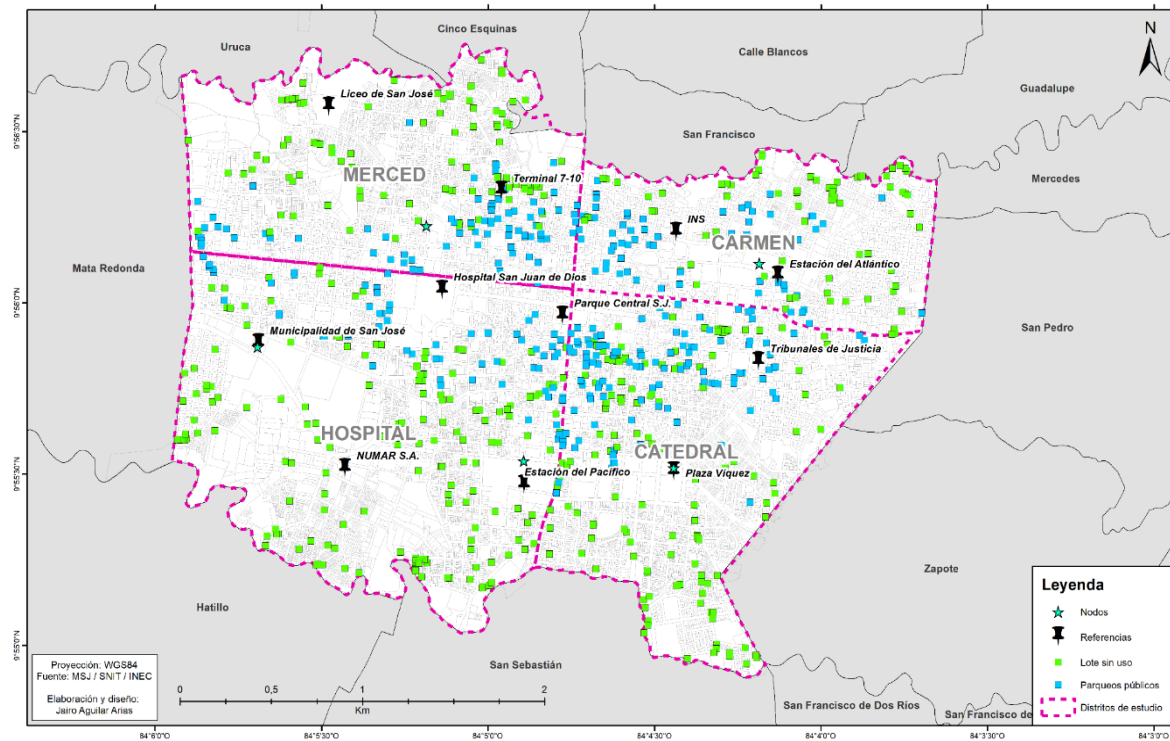 Cinco Esquinas
Uruca
Calle Blancos
N
Guadalupe
Liceo de San José
9°56'30"N
San Francisco
MERCED
Terminal 7-10
Mercedes
INS
CARMEN
Mata Redonda
Hospital San Juan de Dios
Estación del Atlántico
9°56'0"N
Parque Central S.J.
Municipalidad de San José
San Pedro
Tribunales de Justicia
HOSPITAL
CATEDRAL
NUMAR S.A.
Estación del Pacífico
Plaza Víquez
9°55'30"N
Zapote
Hatillo
9°55'0"N
San Sebastián
San Francisco de Dos Ríos
San Francisco de
Leyenda
Nodos
Referencias
Lote sin uso
Parqueos públicos
Distritos de estudio
Proyección: WGS84
Fuente: MSJ / SNIT / INEC
Elaboración y diseño:
Jairo Aguilar Arias
0 0,5 1 2
Km
84°6'0"W 84°5'30"W 84°5'0"W 84°4'30"W 84°4'0"W 84°3'30"W 84°3'0"W